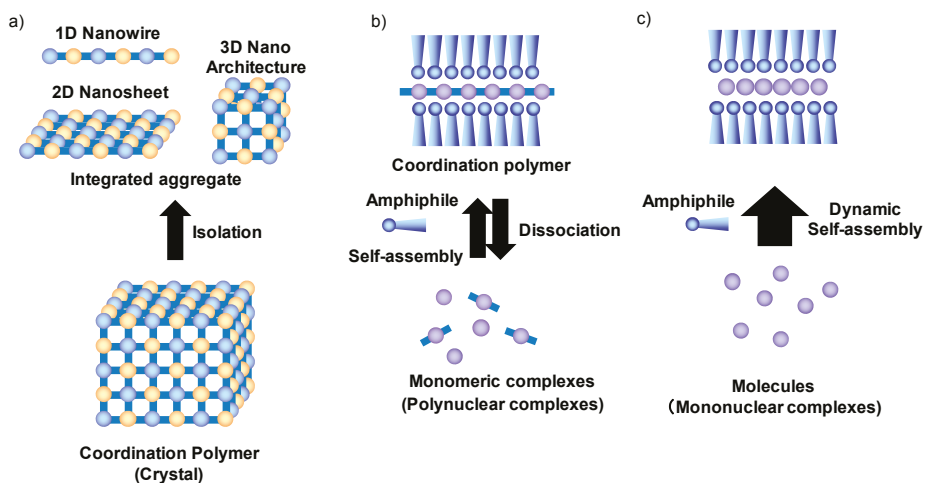 a)
1D Nanowire
3D Nano
Architecture
2D Nanosheet
Integrated aggregate
Isolation
Coordination Polymer
(Crystal)
b)
Coordination polymer
Amphiphile
Self-assembly
Dissociation
Monomeric complexes
(Polynuclear complexes)
c)
Amphiphile
Dynamic
Self-assembly
Molecules
(Mononuclear complexes)